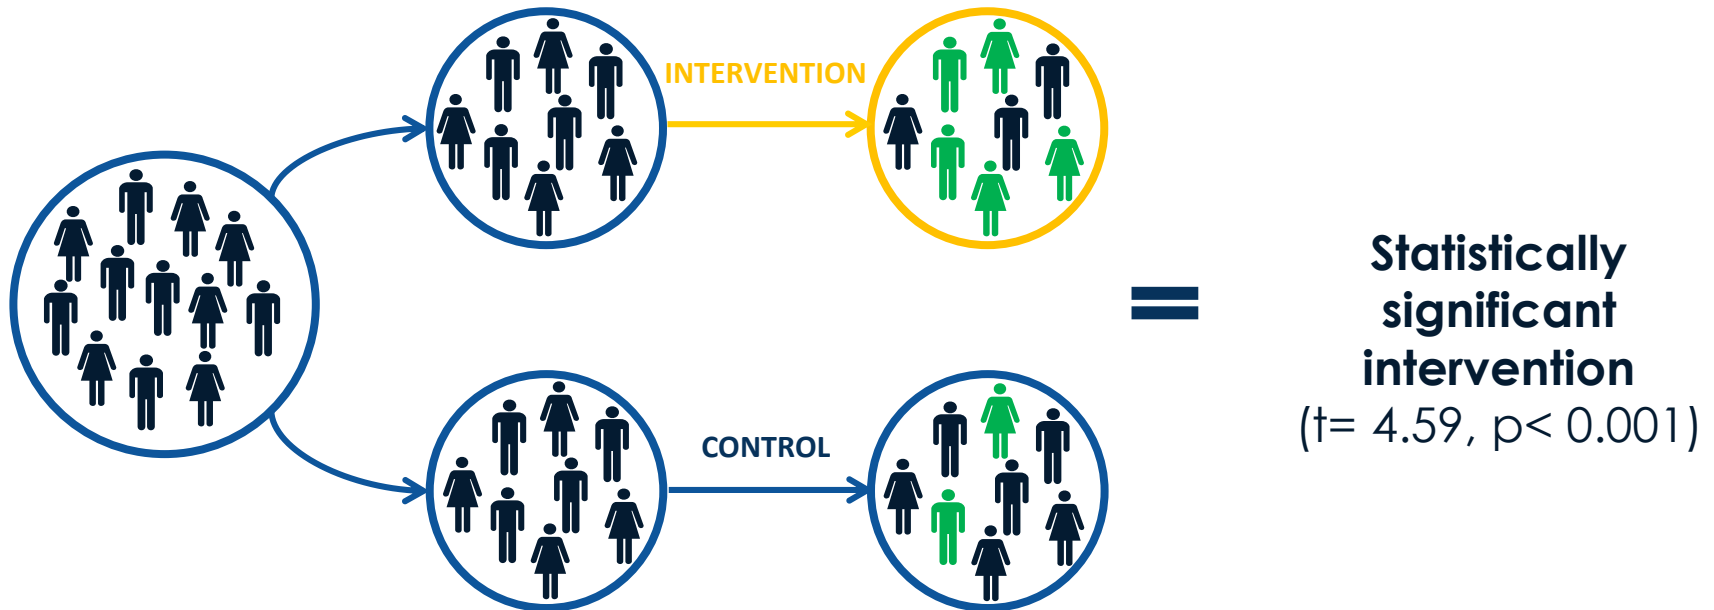 INTERVENTION
CONTROL
=
Statistically
significant
intervention
(t= 4.59, p< 0.001)